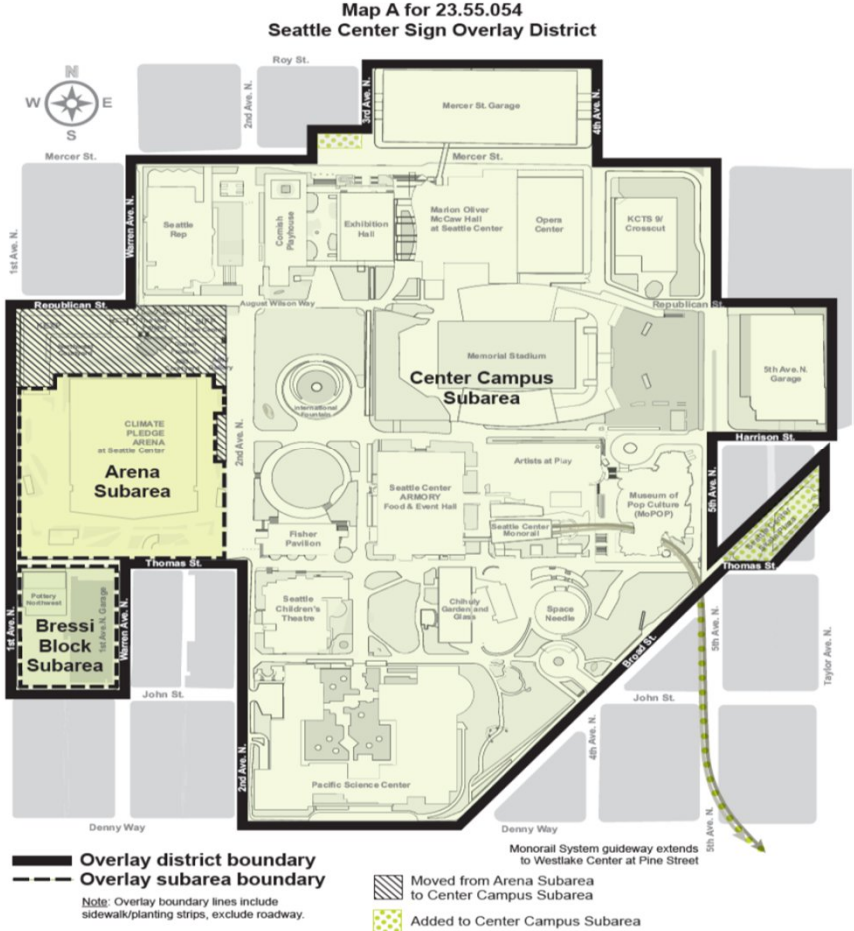 Map A for 23.55.054
Seattle Center Sign Overlay District
N
W
E
S
Roy St.
2nd Ave. N.
3rd Ave. N.
4th Ave. N.
Mercer St. Garage
Mercer St.
Mercer St.
1st Ave. N.
Warren Ave. N.
Seattle
Rep
Cornish
Playhouse
Exhibition
Hall
Marion Oliver
McCaw Hall
at Seattle Center
Opera
Center
KCTS 9/
Crosscut
Republican St.
August Wilson Way
Republican St.
International
Fountain
Memorial Stadium
Center Campus
Subarea
5th Ave. N.
Garage
CLIMATE
PLEDGE
ARENA
at Seattle Center
Arena
Subarea
2nd Ave. N.
Harrison St.
Seattle Center
ARMORY
Food & Event Hall
Artists at Play
Museum of
Pop Culture
(MoPOP)
5th Ave. N.
Seattle Center
Monorail
Fisher
Pavilion
Thomas St.
Thomas St.
Pottery
Northwest
1st Ave. N. Garage
Bressi
Block
Subarea
1st Ave. N.
Warren Ave. N.
Seattle
Children's
Theatre
Chihuly
Garden and
Glass
Space
Needle
Broad St.
5th Ave. N.
Taylor Ave. N.
John St.
John St.
2nd Ave. N.
4th Ave. N.
Pacific Science Center
Denny Way
Denny Way
5th Ave. N.
Monorail System guideway extends
to Westlake Center at Pine Street
Overlay district boundary
Overlay subarea boundary
Note: Overlay boundary lines include
sidewalk/planting strips, exclude roadway.
Moved from Arena Subarea
to Center Campus Subarea
Added to Center Campus Subarea